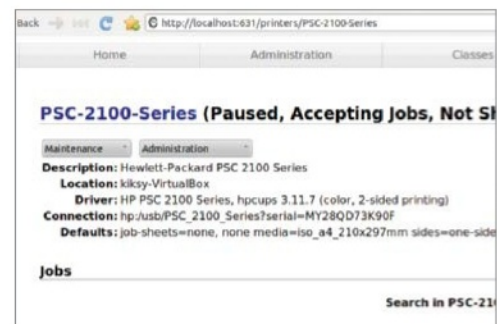 Back http://localhost:631/printers/PSC-2100-Series
Home Administration Classes
PSC-2100-Series (Paused, Accepting Jobs, Not
Maintenance Administration
Description: Hewlett-Packard PSC 2100 Series
Location: kiksy-VirtualBox
Driver: HP PSC 2100 Series, hpcups 3.11.7 (color, 2-sided printing)
Connection: hp:/usb/PSC_2100_Series?serial=MY28QD73K90F
Defaults: job-sheets=none, none media=iso_a4_210x297mm sides=one-side
Jobs
Search in PSC-21